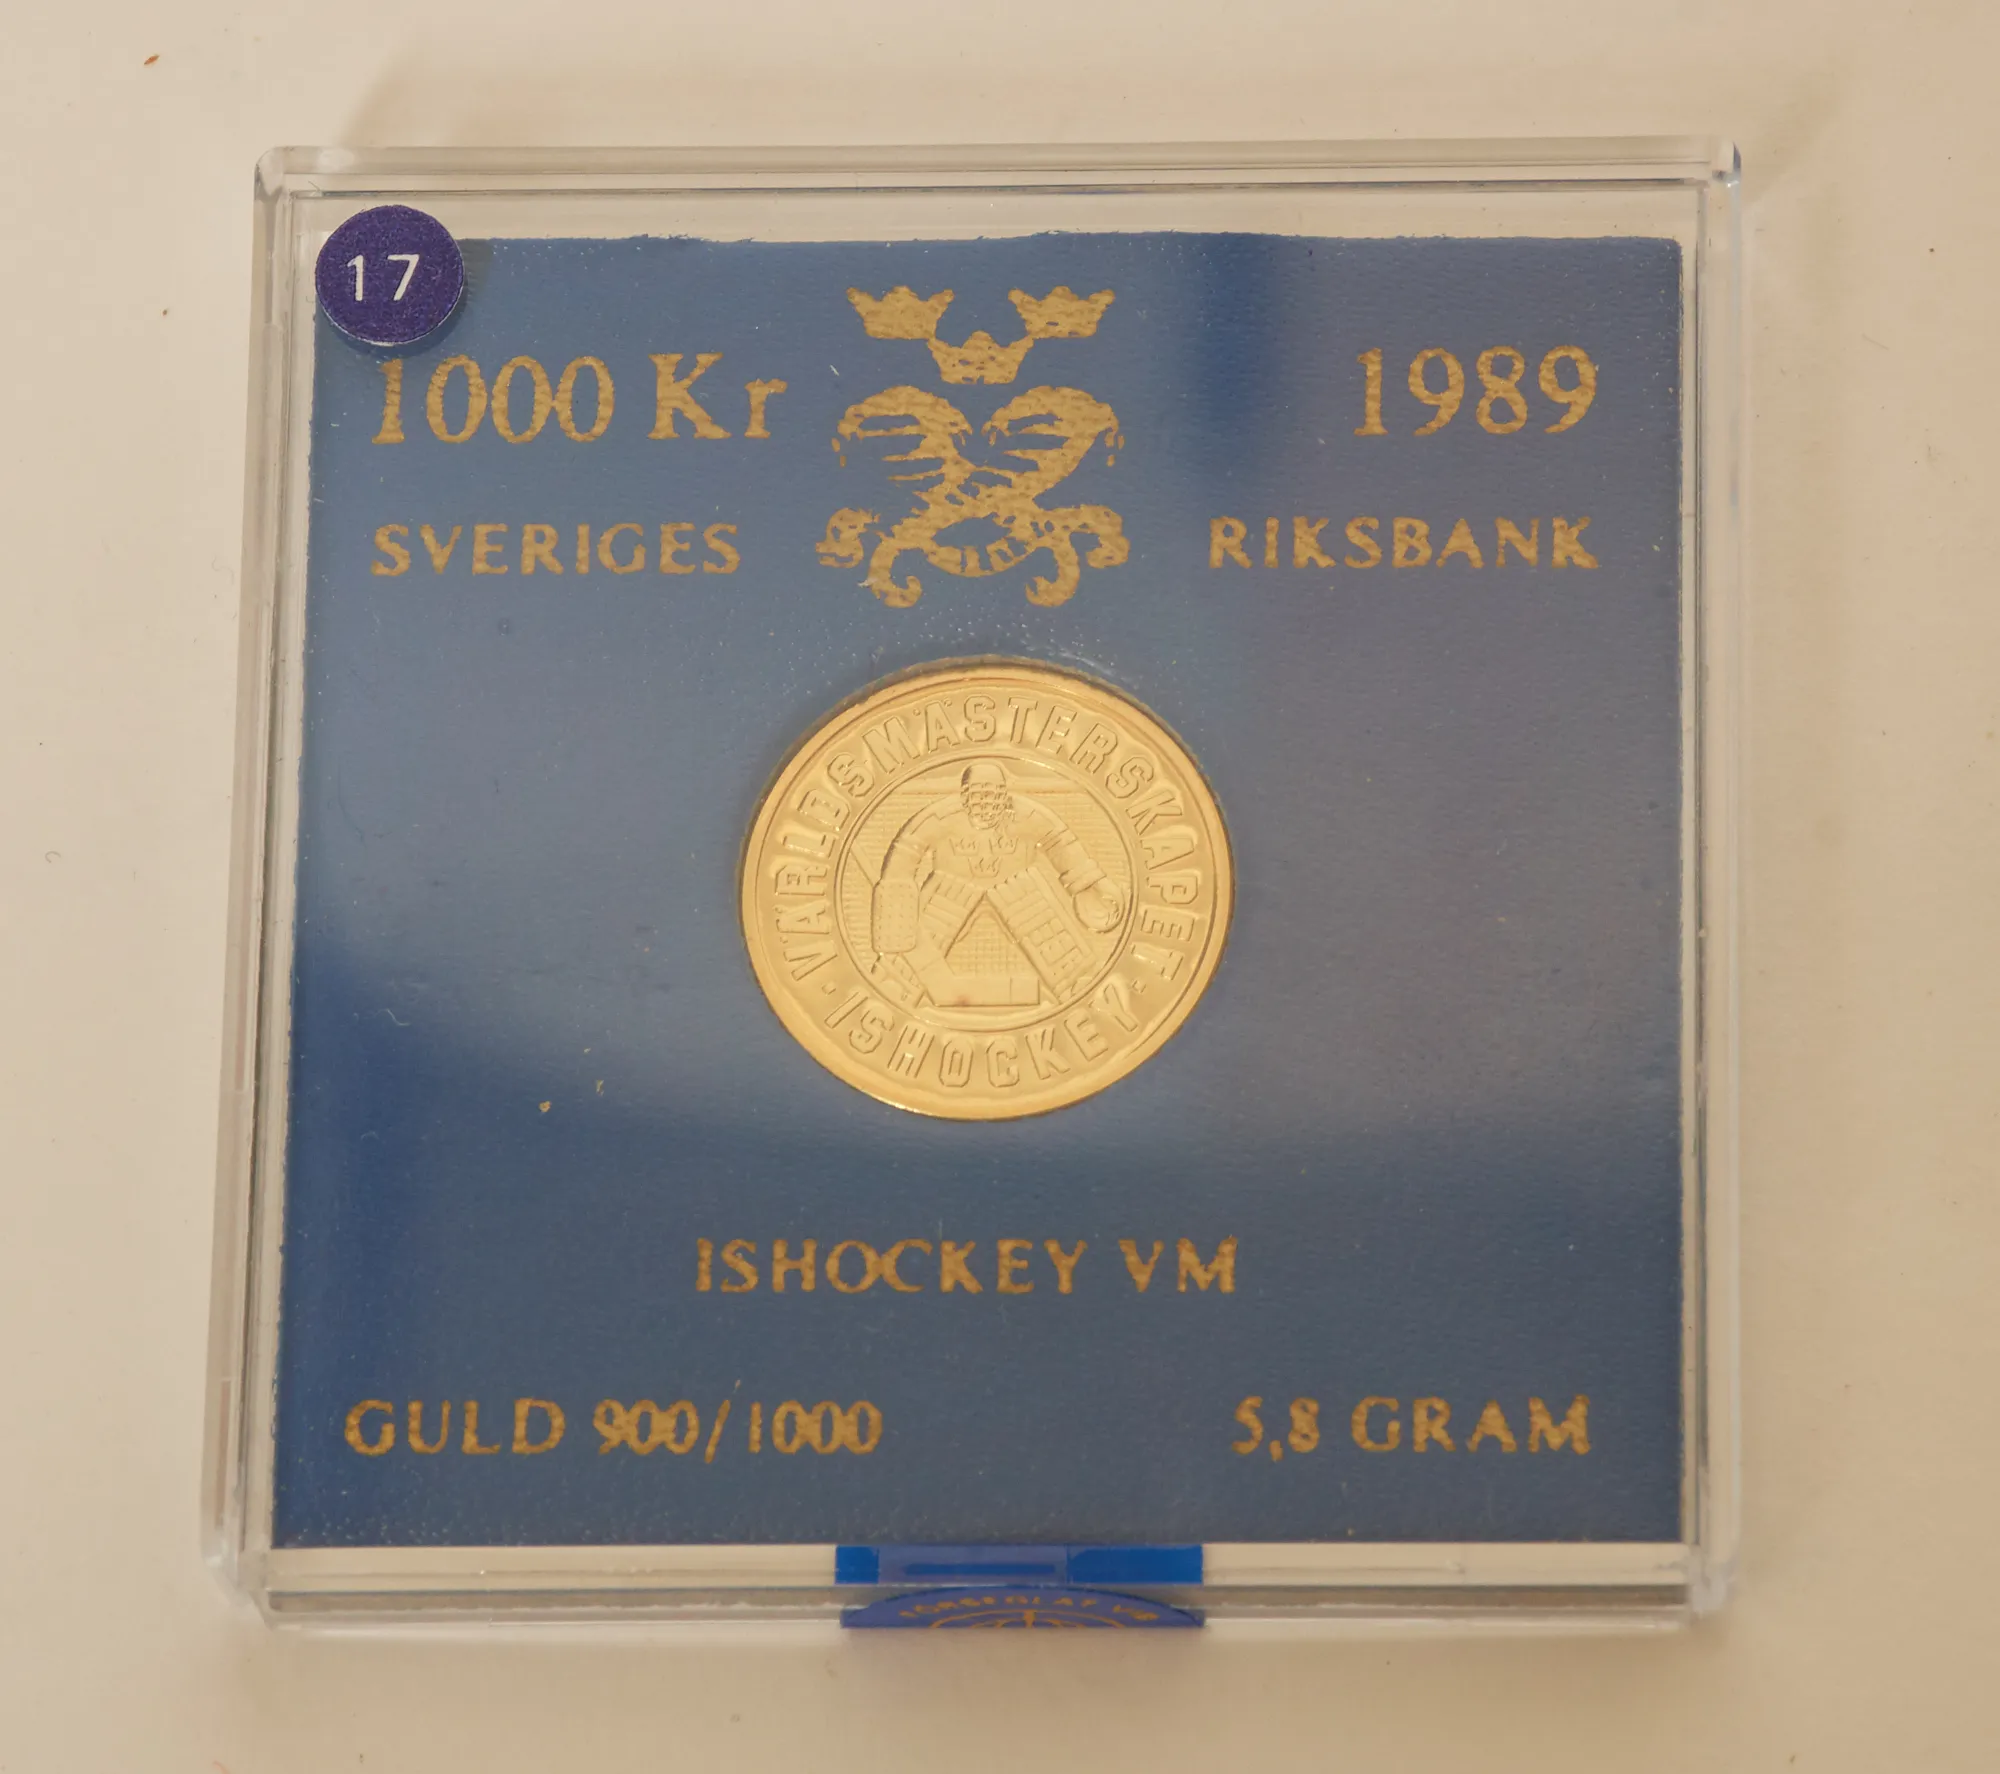 17
1000 Kr 1989
SVERIGES RIKSBANK
VÄRLDSMÄSTERSKAPET
ISHOCKEY
ISHOCKEY VM
GULD 900/1000 5,8 GRAM